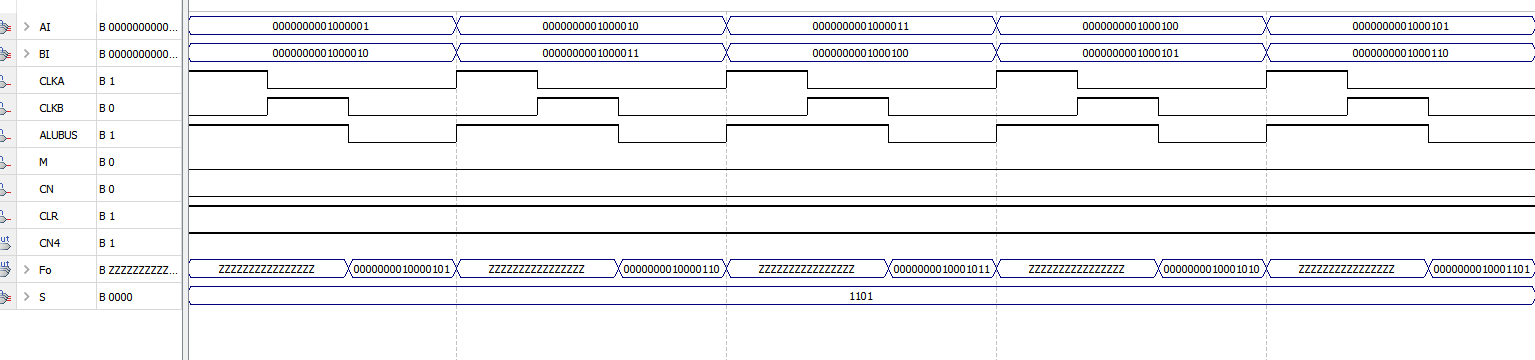 AI B 0000000000... 0000000001000001 0000000001000010 0000000001000011 0000000001000100 0000000001000101
BI B 0000000000... 0000000001000010 0000000001000011 0000000001000100 0000000001000101 0000000001000110
CLKA B 1
CLKB B 0
ALUBUS B 1
M B 0
CN B 0
CLR B 1
ut CN4 B 1
ut Fo B ZZZZZZZZZZ... ZZZZZZZZZZZZZZZZ 0000000010000101 ZZZZZZZZZZZZZZZZ 0000000010000110 ZZZZZZZZZZZZZZZZ 0000000010001011 ZZZZZZZZZZZZZZZZ 0000000010001010 ZZZZZZZZZZZZZZZZ 0000000010001101
S B 0000 1101